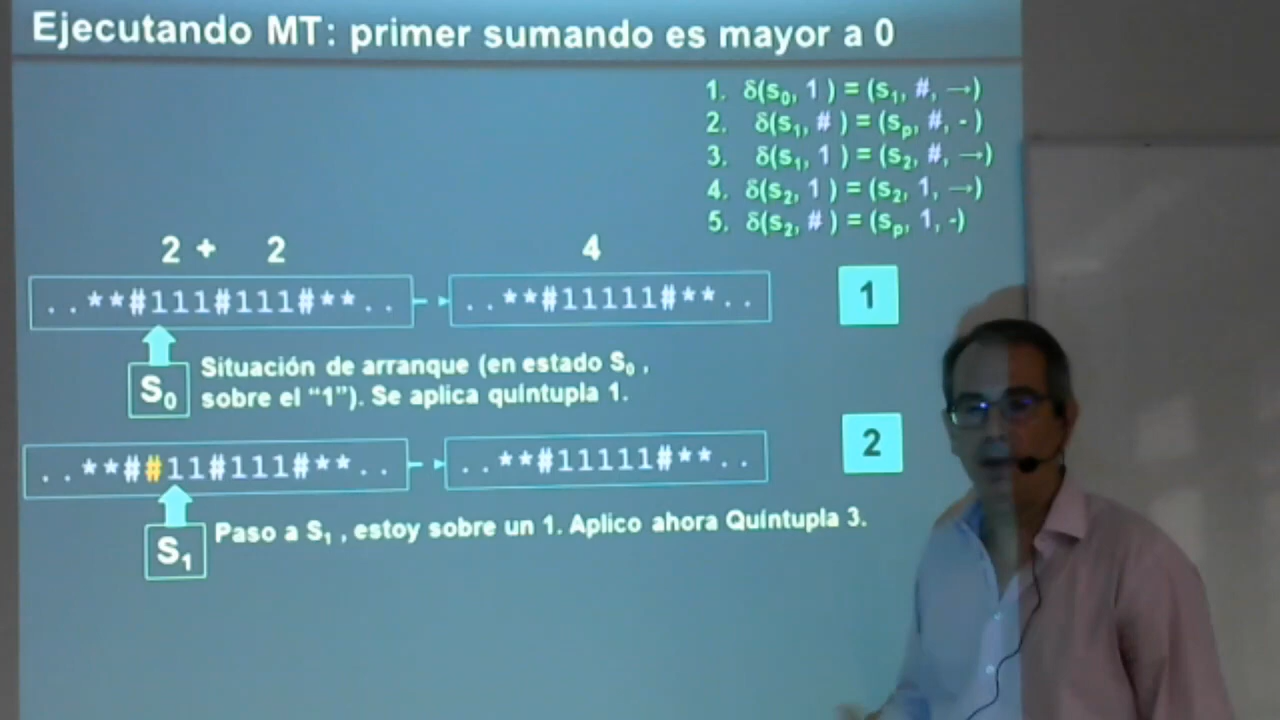 Ejecutando MT: primer sumando es mayor a 0
1. δ(s₀, 1 ) = (s₁, #, →)
2. δ(s₁, # ) = (sₚ, #, - )
3. δ(s₁, 1 ) = (s₂, #, →)
4. δ(s₂, 1 ) = (s₂, 1, →)
5. δ(s₂, # ) = (sₚ, 1, -)
2 + 2 4
. . **#111#111#** . . . . **#11111#** . . 1
S₀ Situación de arranque (en estado S₀ ,
sobre el “1”). Se aplica quíntupla 1.
. . **##11#111#** . . . . **#11111#** . . 2
S₁ Paso a S₁ , estoy sobre un 1. Aplico ahora Quíntupla 3.